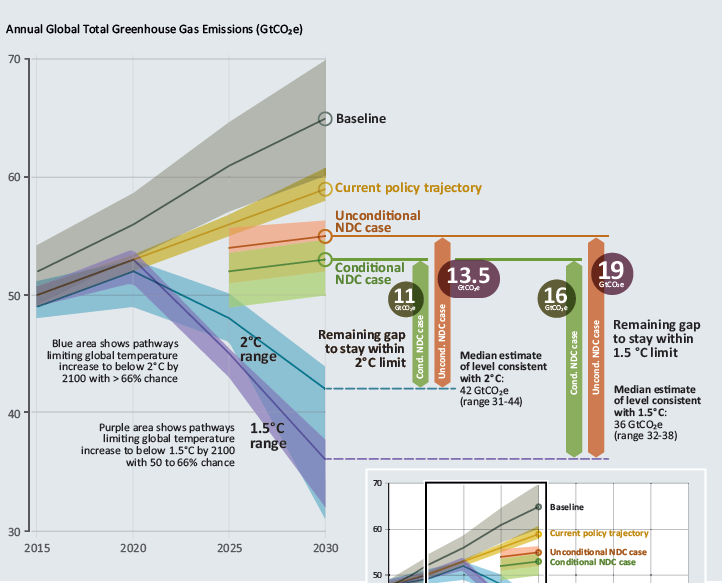 Annual Global Total Greenhouse Gas Emissions (GtCO₂e)
70
60
50
40
30
2015
2020
2025
2030
Baseline
Current policy trajectory
Unconditional
NDC case
Conditional
NDC case
2°C
range
1.5°C
range
Blue area shows pathways
limiting global temperature
increase to below 2°C by
2100 with > 66% chance
Purple area shows pathways
limiting global temperature
increase to below 1.5°C by 2100
with 50 to 66% chance
11
GtCO₂e
13.5
GtCO₂e
Cond. NDC case
Uncond. NDC case
Remaining gap
to stay within
2°C limit
Median estimate
of level consistent
with 2°C:
42 GtCO₂e
(range 31-44)
16
GtCO₂e
19
GtCO₂e
Cond. NDC case
Uncond. NDC case
Remaining gap
to stay within
1.5 °C limit
Median estimate
of level consistent
with 1.5°C:
36 GtCO₂e
(range 32-38)
70
60
50
Baseline
Current policy trajectory
Unconditional NDC case
Conditional NDC case